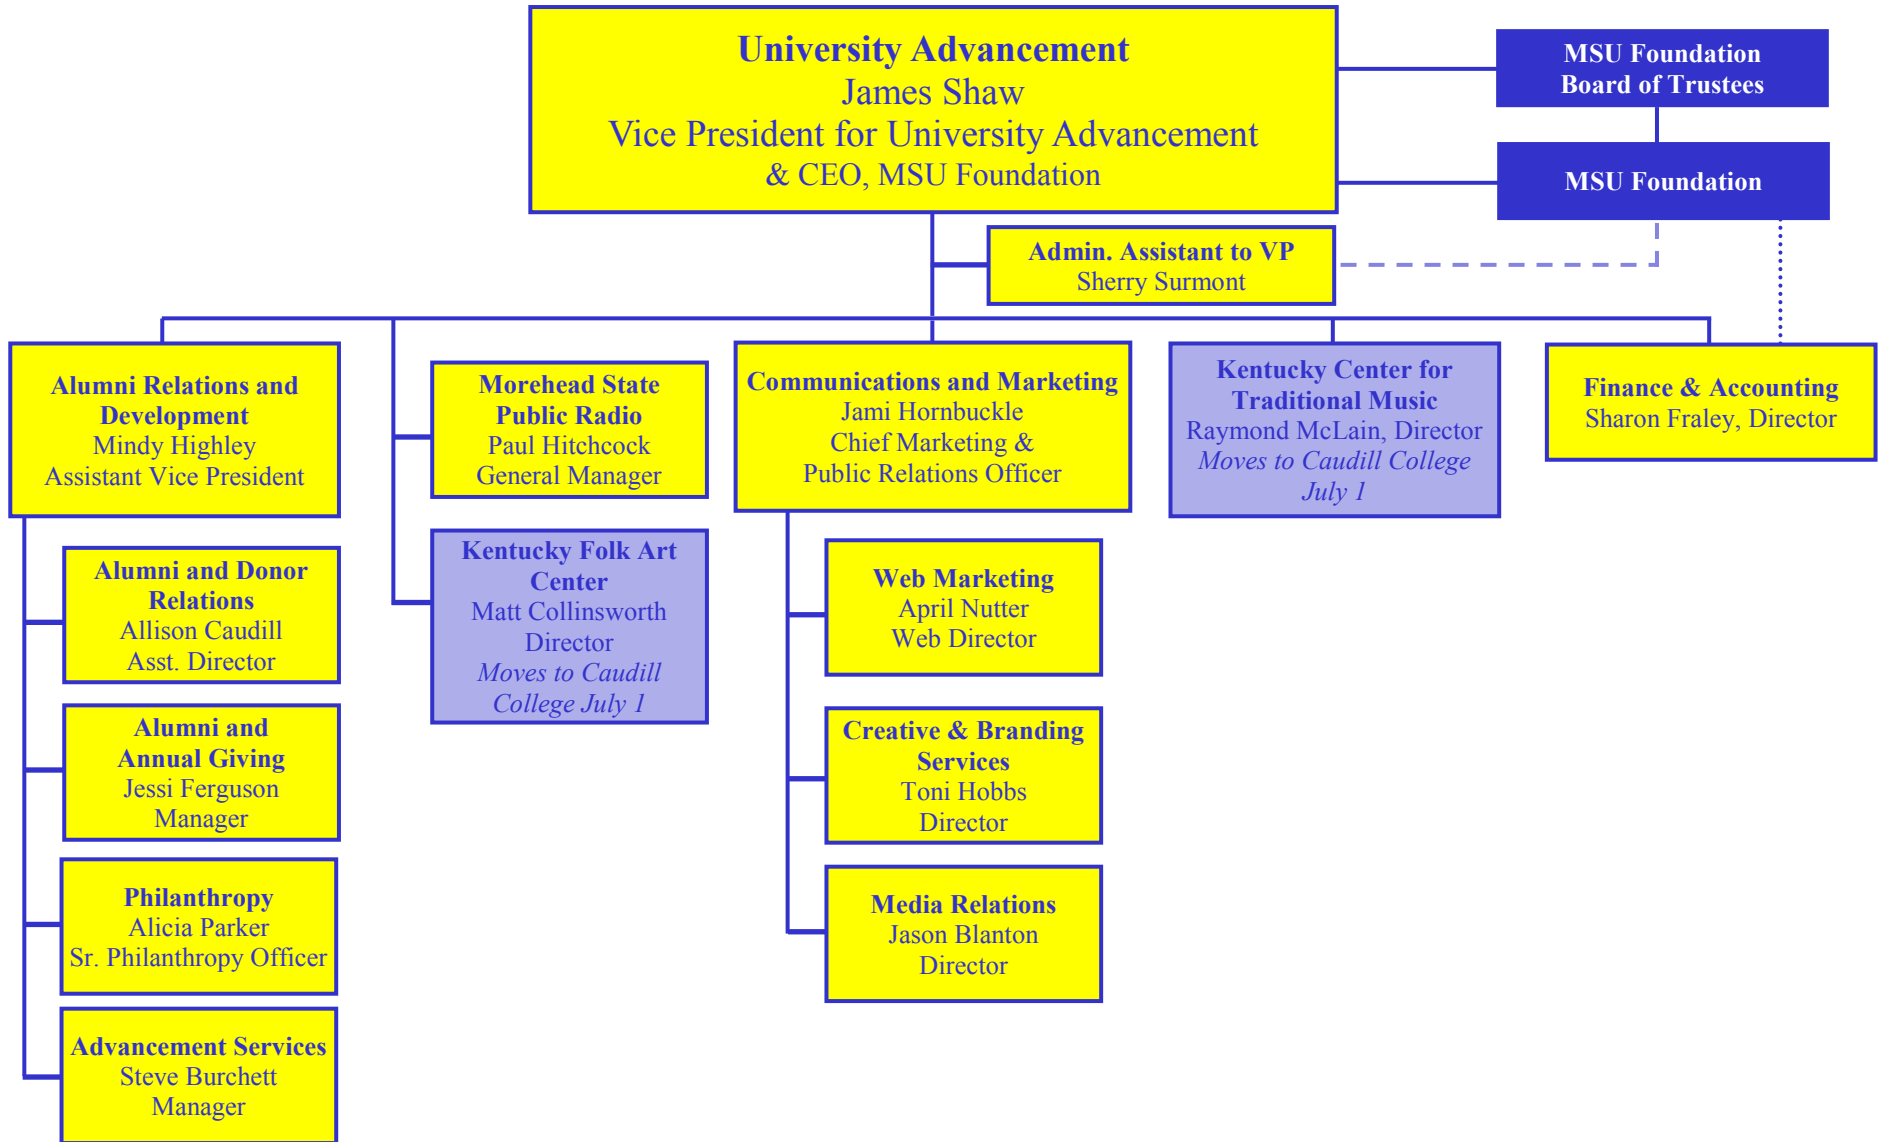 University Advancement
James Shaw
Vice President for University Advancement
& CEO, MSU Foundation
MSU Foundation
Board of Trustees
MSU Foundation
Admin. Assistant to VP
Sherry Surmont
Alumni Relations and
Development
Mindy Highley
Assistant Vice President
Alumni and Donor
Relations
Allison Caudill
Asst. Director
Alumni and
Annual Giving
Jessi Ferguson
Manager
Philanthropy
Alicia Parker
Sr. Philanthropy Officer
Advancement Services
Steve Burchett
Manager
Morehead State
Public Radio
Paul Hitchcock
General Manager
Kentucky Folk Art
Center
Matt Collinsworth
Director
Moves to Caudill
College July 1
Communications and Marketing
Jami Hornbuckle
Chief Marketing &
Public Relations Officer
Web Marketing
April Nutter
Web Director
Creative & Branding
Services
Toni Hobbs
Director
Media Relations
Jason Blanton
Director
Kentucky Center for
Traditional Music
Raymond McLain, Director
Moves to Caudill College
July 1
Finance & Accounting
Sharon Fraley, Director